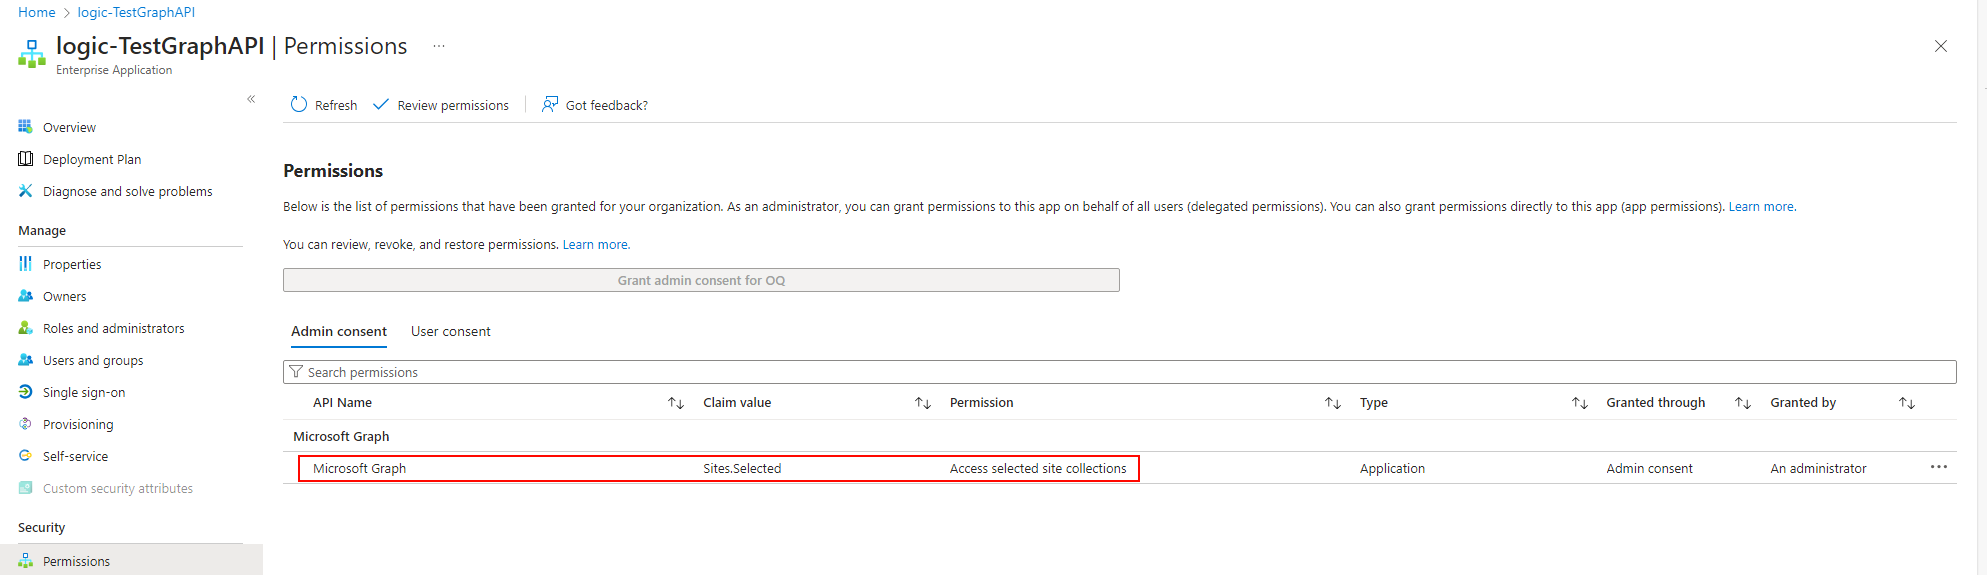 Home > logic-TestGraphAPI
logic-TestGraphAPI | Permissions ...
Enterprise Application
Refresh Review permissions Got feedback?
Overview
Deployment Plan
Diagnose and solve problems
Manage
Properties
Owners
Roles and administrators
Users and groups
Single sign-on
Provisioning
Self-service
Custom security attributes
Security
Permissions
Permissions
Below is the list of permissions that have been granted for your organization. As an administrator, you can grant permissions to this app on behalf of all users (delegated permissions). You can also grant permissions directly to this app (app permissions). Learn more.
You can review, revoke, and restore permissions. Learn more.
Grant admin consent for OQ
Admin consent User consent
Search permissions
API Name Claim value Permission Type Granted through Granted by
Microsoft Graph
Microsoft Graph Sites.Selected Access selected site collections Application Admin consent An administrator ...